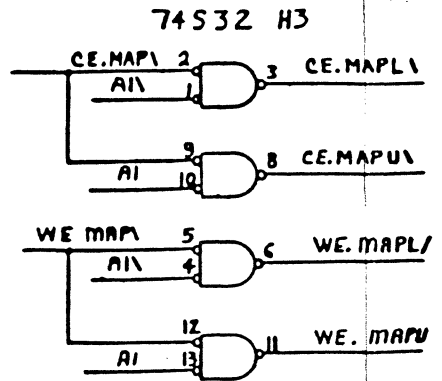 74S32 H3
CE.MAP\ 2
3 CE.MAPL\
A1\ 1
9
8 CE.MAPU\
A1 10
WE MAP\ 5
6 WE.MAPL/
A1\ 4
12
11 WE. MAPU
A1 13